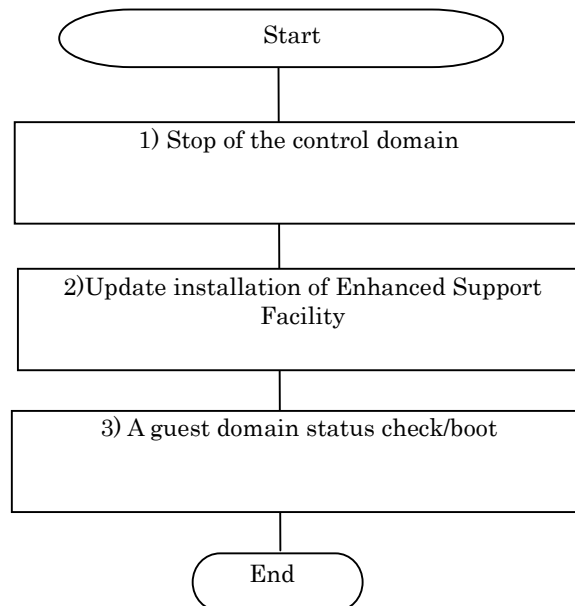 Start
1) Stop of the control domain
2)Update installation of Enhanced Support
Facility
3) A guest domain status check/boot
End